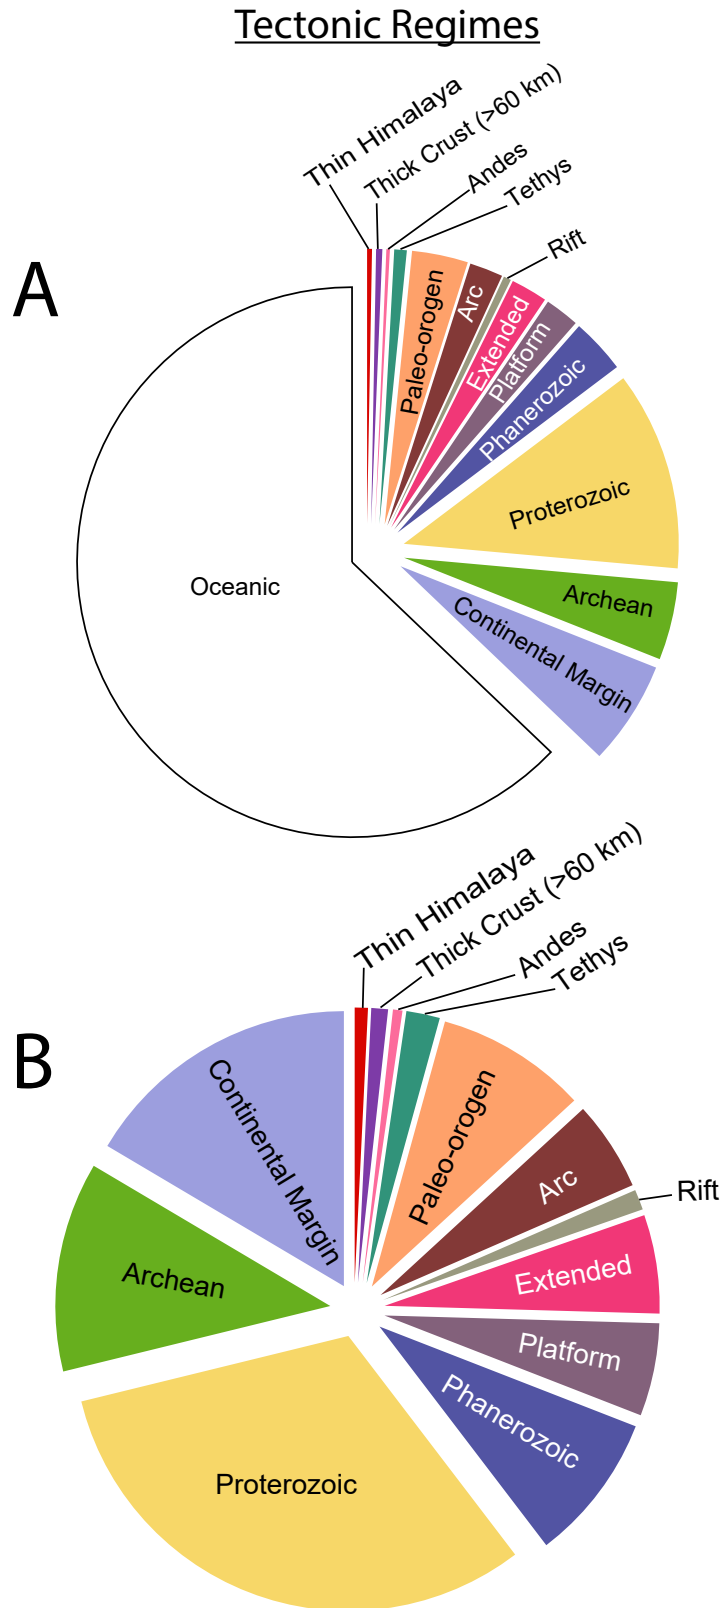 Tectonic Regimes
A
Thin Himalaya
Thick Crust (>60 km)
Andes
Tethys
Paleo-orogen
Arc
Rift
Extended
Platform
Phanerozoic
Proterozoic
Archean
Continental Margin
Oceanic
B
Thin Himalaya
Thick Crust (>60 km)
Andes
Tethys
Paleo-orogen
Arc
Rift
Extended
Platform
Phanerozoic
Proterozoic
Archean
Continental Margin